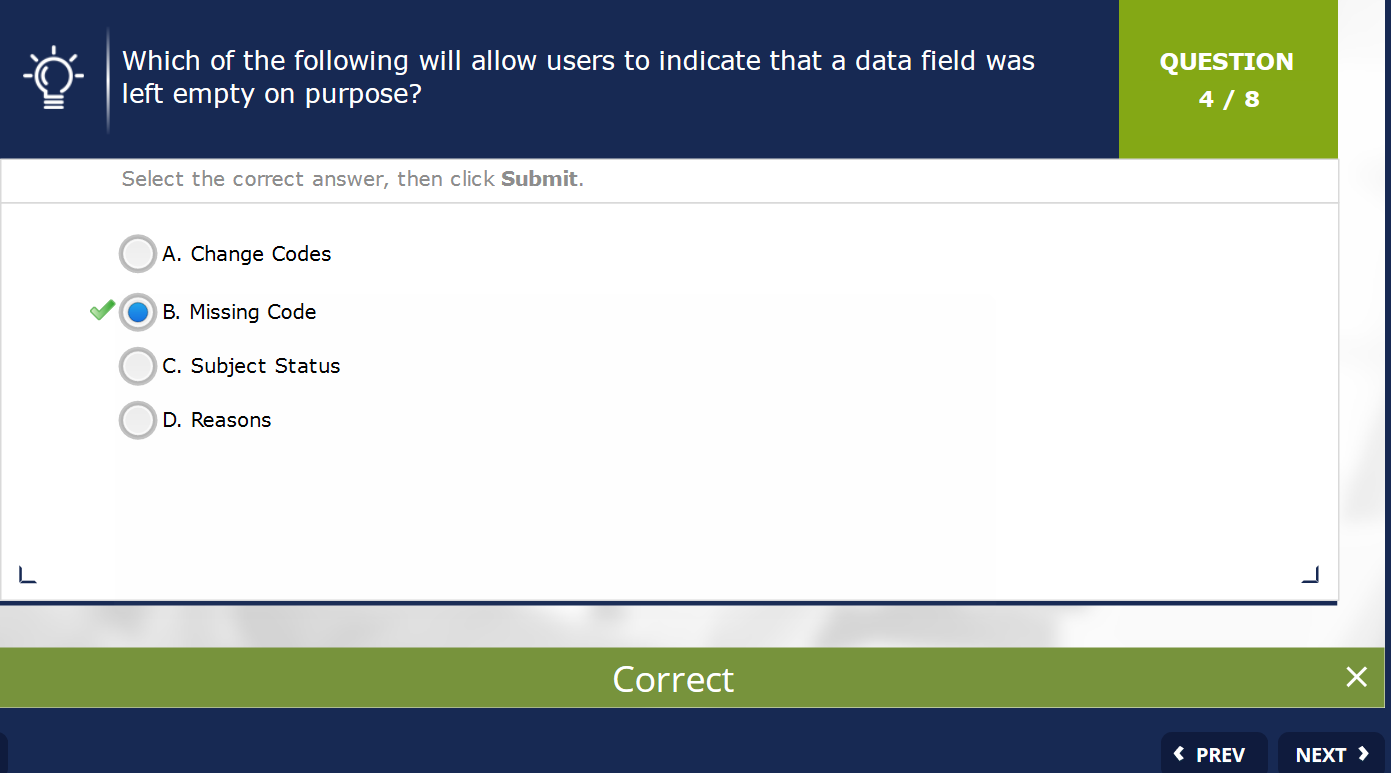 Which of the following will allow users to indicate that a data field was
left empty on purpose?
QUESTION
4 / 8
Select the correct answer, then click Submit.
A. Change Codes
B. Missing Code
C. Subject Status
D. Reasons
Correct
PREV
NEXT